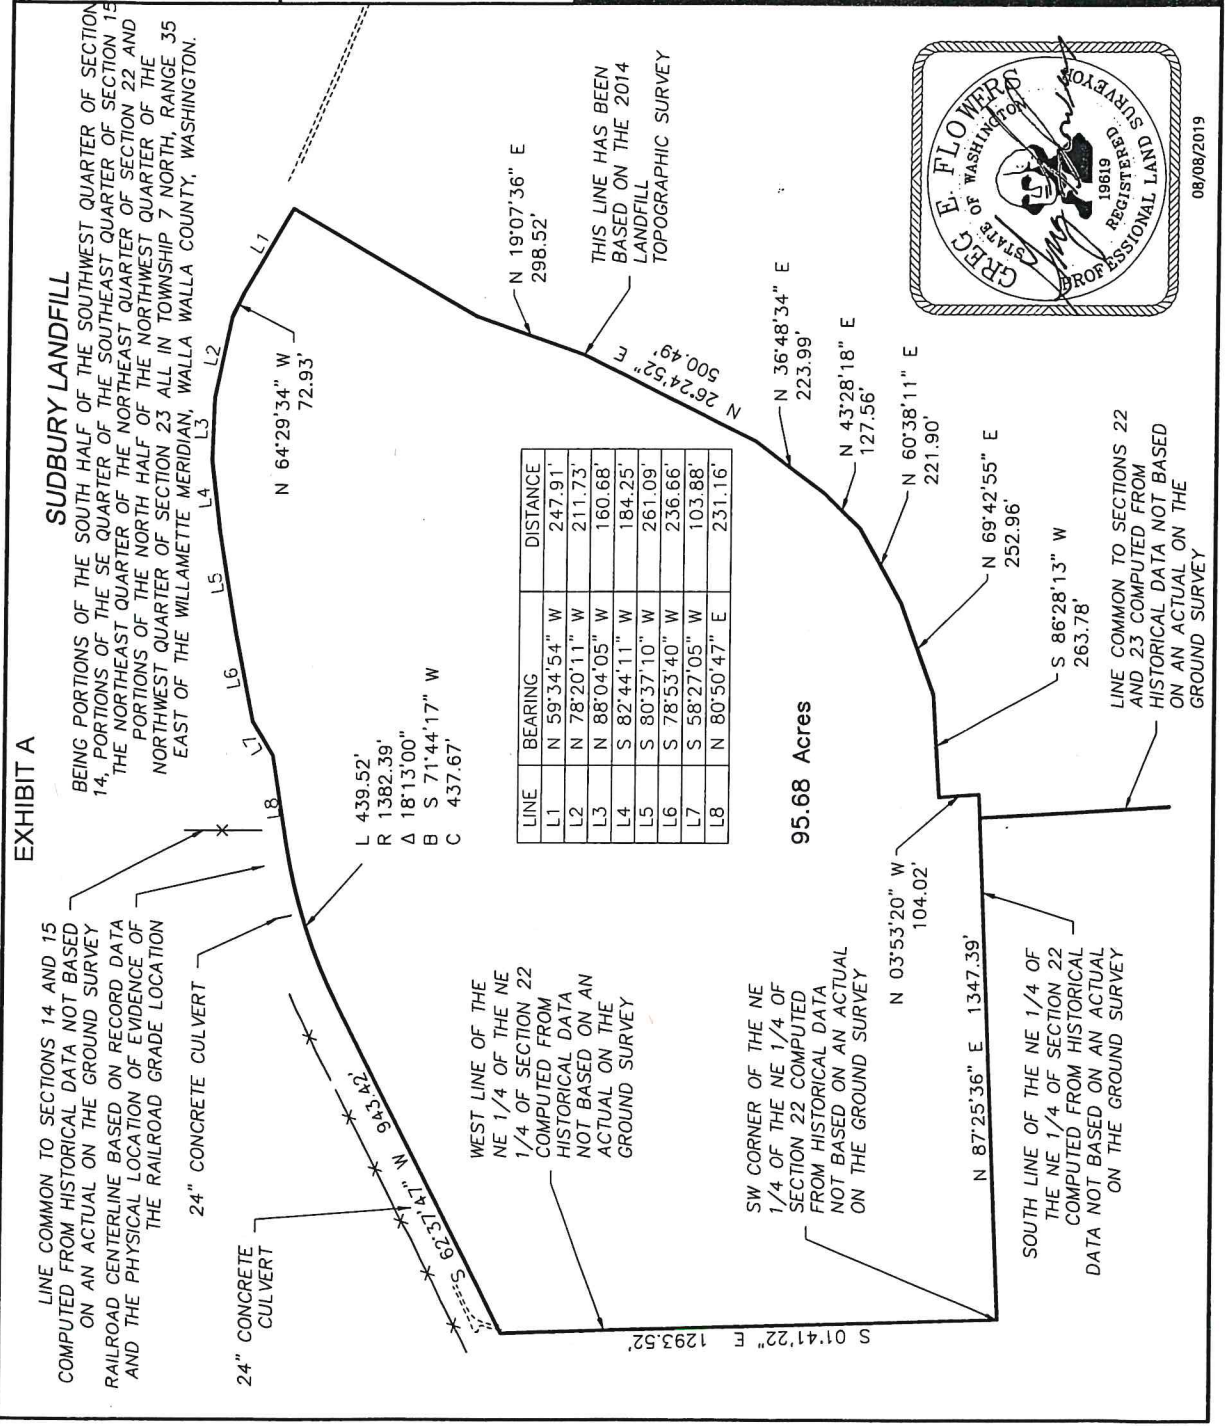 EXHIBIT A
SUDBURY LANDFILL
BEING PORTIONS OF THE SOUTH HALF OF THE SOUTHWEST QUARTER OF SECTION
14, PORTIONS OF THE SE QUARTER OF THE SOUTHEAST QUARTER OF SECTION 15
THE NORTHEAST QUARTER OF THE NORTHEAST QUARTER OF SECTION 22 AND
PORTIONS OF THE NORTH HALF OF THE NORTHWEST QUARTER OF THE
NORTHWEST QUARTER OF SECTION 23 ALL IN TOWNSHIP 7 NORTH, RANGE 35
EAST OF THE WILLAMETTE MERIDIAN, WALLA WALLA COUNTY, WASHINGTON.
LINE COMMON TO SECTIONS 14 AND 15
COMPUTED FROM HISTORICAL DATA NOT BASED
ON AN ACTUAL ON THE GROUND SURVEY
RAILROAD CENTERLINE BASED ON RECORD DATA
AND THE PHYSICAL LOCATION OF EVIDENCE OF
THE RAILROAD GRADE LOCATION
24" CONCRETE CULVERT
24" CONCRETE
CULVERT
L8
L7
L6
L5
L4
L3
L2
L1
N 64°29'34" W
72.93'
L 439.52'
R 1382.39'
Δ 18°13'00"
B S 71°44'17" W
C 437.67'
S 62°37'47" W 943.42'
N 19°07'36" E
298.52'
THIS LINE HAS BEEN
BASED ON THE 2014
LANDFILL
TOPOGRAPHIC SURVEY
N 26°24'52" E
500.49'
N 36°48'34" E
223.99'
N 43°28'18" E
127.56'
N 60°38'11" E
221.90'
N 69°42'55" E
252.96'
S 86°28'13" W
263.78'
LINE BEARING DISTANCE
L1 N 59°34'54" W 247.91'
L2 N 78°20'11" W 211.73'
L3 N 88°04'05" W 160.68'
L4 S 82°44'11" W 184.25'
L5 S 80°37'10" W 261.09'
L6 S 78°53'40" W 236.66'
L7 S 58°27'05" W 103.88'
L8 N 80°50'47" E 231.16'
95.68 Acres
WEST LINE OF THE
NE 1/4 OF THE NE
1/4 OF SECTION 22
COMPUTED FROM
HISTORICAL DATA
NOT BASED ON AN
ACTUAL ON THE
GROUND SURVEY
SW CORNER OF THE NE
1/4 OF THE NE 1/4 OF
SECTION 22 COMPUTED
FROM HISTORICAL DATA
NOT BASED ON AN ACTUAL
ON THE GROUND SURVEY
S 01°41'22" E 1293.52'
N 03°53'20" W
104.02'
N 87°25'36" E 1347.39'
SOUTH LINE OF THE NE 1/4 OF
THE NE 1/4 OF SECTION 22
COMPUTED FROM HISTORICAL
DATA NOT BASED ON AN ACTUAL
ON THE GROUND SURVEY
LINE COMMON TO SECTIONS 22
AND 23 COMPUTED FROM
HISTORICAL DATA NOT BASED
ON AN ACTUAL ON THE
GROUND SURVEY
GREG E. FLOWERS
STATE OF WASHINGTON
19619
REGISTERED
PROFESSIONAL LAND SURVEYOR
08/08/2019